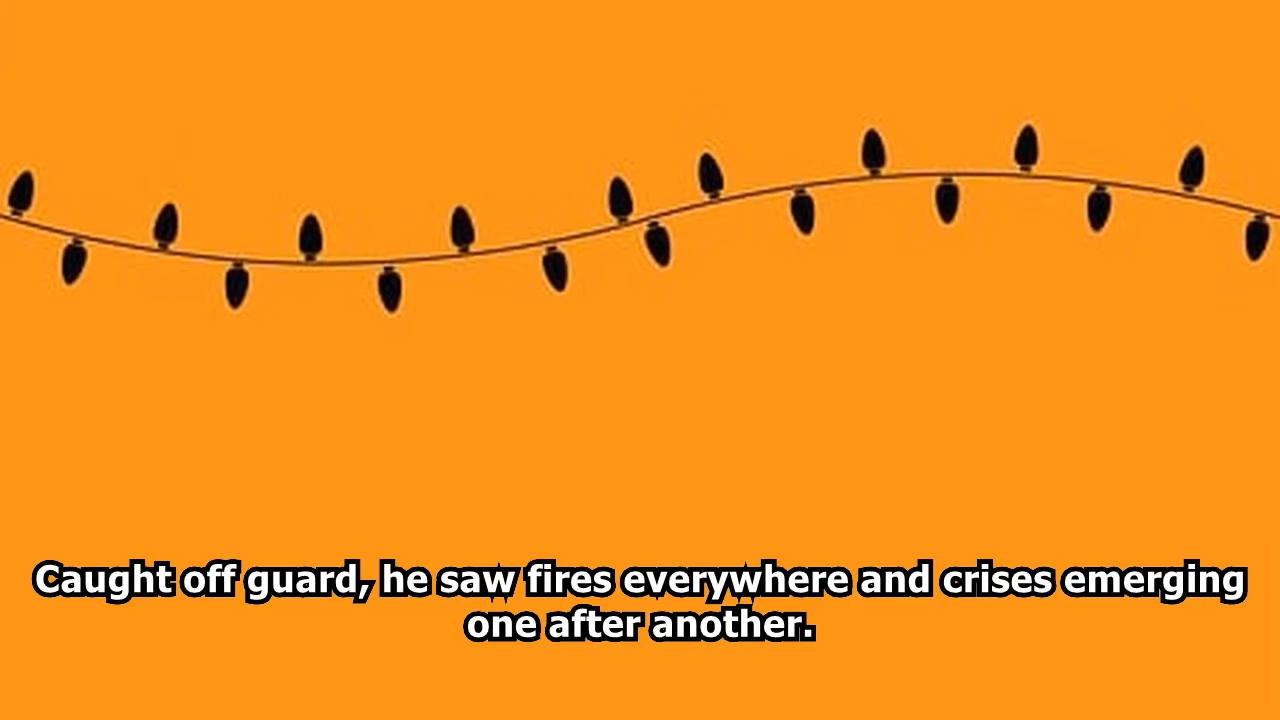 Caught off guard, he saw fires everywhere and crises emerging
one after another.